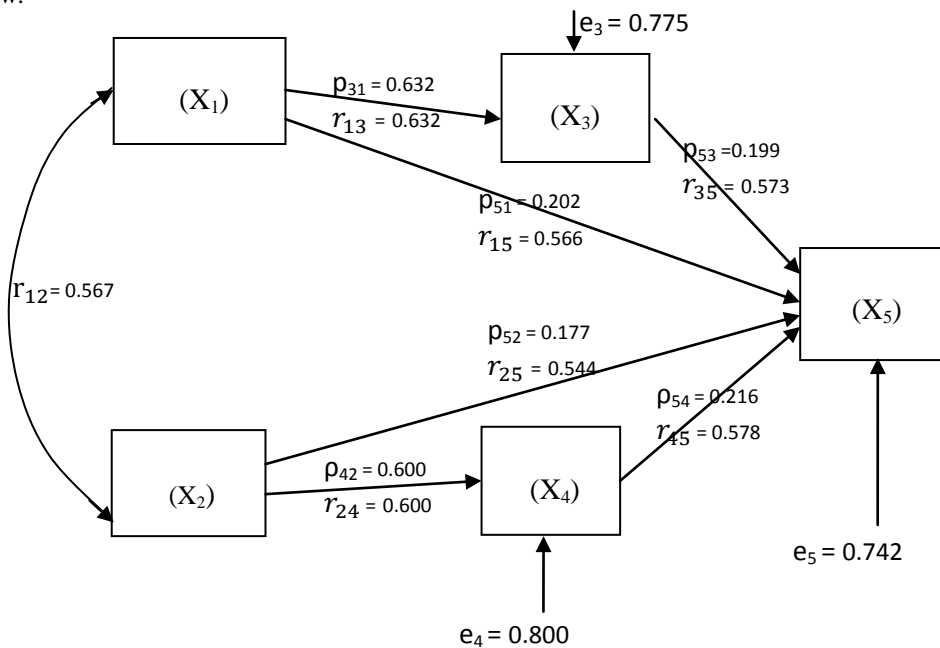 w.
e₃ = 0.775
(X₁)
p₃₁ = 0.632
r₁₃ = 0.632
(X₃)
p₅₃ =0.199
r₃₅ = 0.573
p₅₁ = 0.202
r₁₅ = 0.566
r₁₂ = 0.567
(X₅)
p₅₂ = 0.177
r₂₅ = 0.544
ρ₅₄ = 0.216
r₄₅ = 0.578
(X₂)
ρ₄₂ = 0.600
r₂₄ = 0.600
(X₄)
e₅ = 0.742
e₄ = 0.800